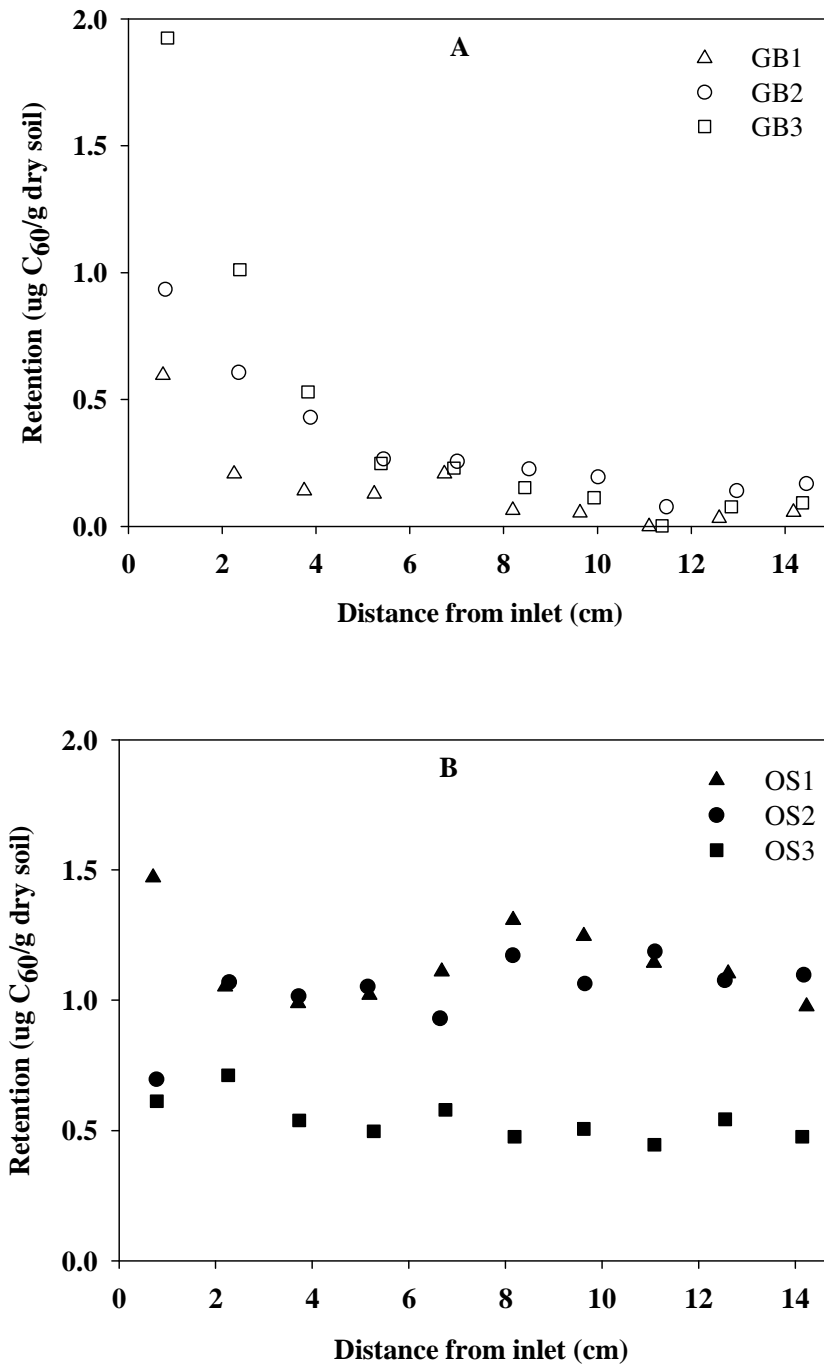 2.0
A
GB1
GB2
GB3
1.5
1.0
0.5
0.0
Retention (ug C60/g dry soil)
0 2 4 6 8 10 12 14
Distance from inlet (cm)
2.0
B
OS1
OS2
OS3
1.5
1.0
0.5
0.0
Retention (ug C60/g dry soil)
0 2 4 6 8 10 12 14
Distance from inlet (cm)